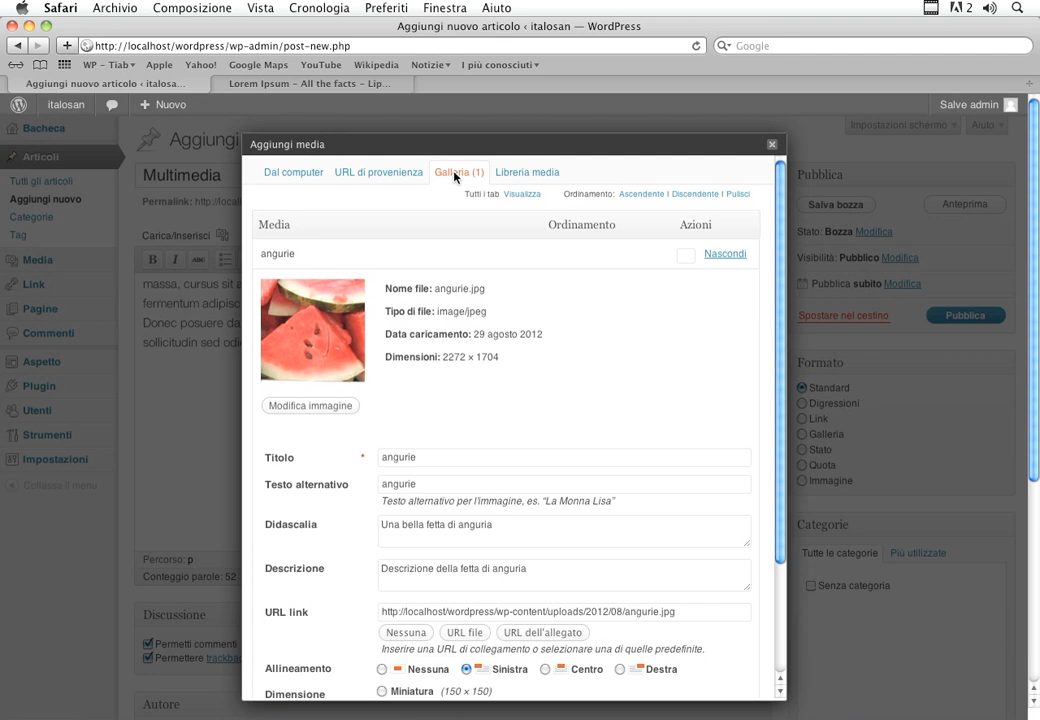 Safari Archivio Composizione Vista Cronologia Preferiti Finestra Aiuto 2
Aggiungi nuovo articolo ‹ italosan — WordPress
http://localhost/wordpress/wp-admin/post-new.php
Google
WP - Tiab Apple Yahoo! Google Maps YouTube Wikipedia Notizie I più conosciuti
Aggiungi nuovo articolo ‹ italosa... Lorem Ipsum - All the facts - Lip...
italosan + Nuovo Salve admin
Bacheca
Articoli
Tutti gli articoli
Aggiungi nuovo
Categorie
Tag
Media
Link
Pagine
Commenti
Aspetto
Plugin
Utenti
Strumenti
Impostazioni
Collassa il menu
Aggiungi
Impostazioni schermo Aiuto
Multimedia
Permalink: http://local
Carica/Inserisci
B I ABC
massa, cursus sit a
fermentum adipisc
Donec posuere da
sollicitudin sed odi
Percorso: p
Conteggio parole: 52
Discussione
Permetti commenti
Permettere trackba
Autore
Aggiungi media
Dal computer URL di provenienza Galleria (1) Libreria media
Tutti i tab Visualizza Ordinamento: Ascendente | Discendente | Pulisci
Media Ordinamento Azioni
angurie Nascondi
Nome file: angurie.jpg
Tipo di file: image/jpeg
Data caricamento: 29 agosto 2012
Dimensioni: 2272 × 1704
Modifica immagine
Titolo * angurie
Testo alternativo angurie
Testo alternativo per l'immagine, es. “La Monna Lisa”
Didascalia Una bella fetta di anguria
Descrizione Descrizione della fetta di anguria
URL link http://localhost/wordpress/wp-content/uploads/2012/08/angurie.jpg
Nessuna URL file URL dell'allegato
Inserire una URL di collegamento o selezionare una di quelle predefinite.
Allineamento Nessuna Sinistra Centro Destra
Dimensione Miniatura (150 × 150)
Pubblica
Salva bozza Anteprima
Stato: Bozza Modifica
Visibilità: Pubblico Modifica
Pubblica subito Modifica
Spostare nel cestino Pubblica
Formato
Standard
Digressioni
Link
Galleria
Stato
Quota
Immagine
Categorie
Tutte le categorie Più utilizzate
Senza categoria